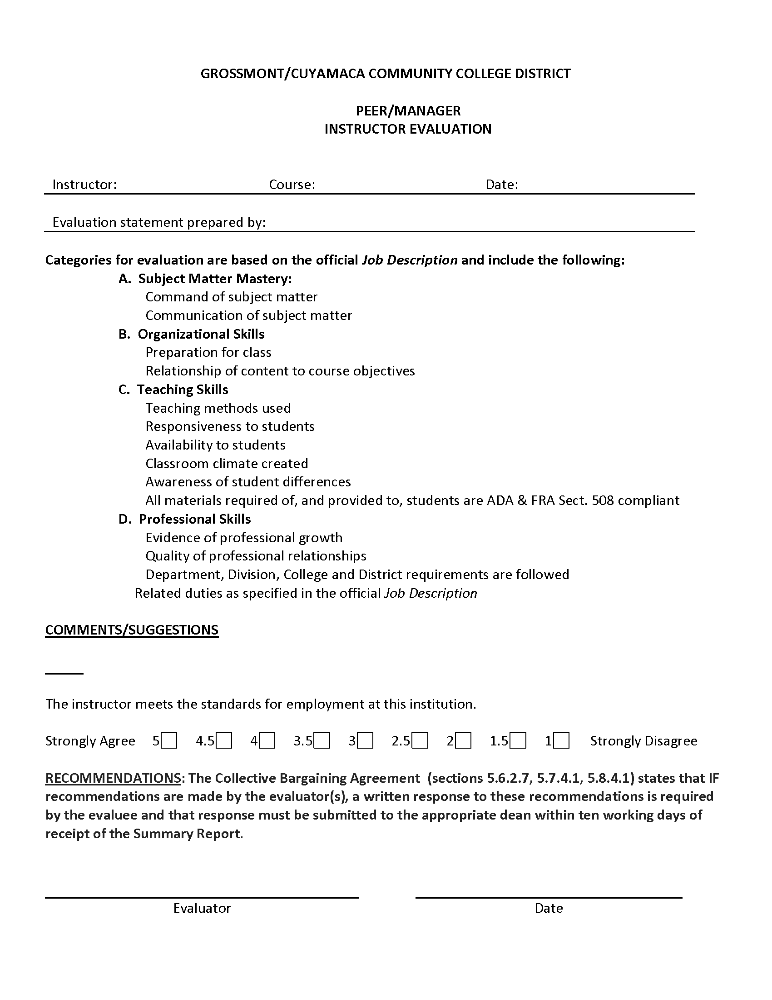 GROSSMONT/CUYAMACA COMMUNITY COLLEGE DISTRICT
PEER/MANAGER
INSTRUCTOR EVALUATION
Instructor: Course: Date:
Evaluation statement prepared by:
Categories for evaluation are based on the official Job Description and include the following:
A. Subject Matter Mastery:
Command of subject matter
Communication of subject matter
B. Organizational Skills
Preparation for class
Relationship of content to course objectives
C. Teaching Skills
Teaching methods used
Responsiveness to students
Availability to students
Classroom climate created
Awareness of student differences
All materials required of, and provided to, students are ADA & FRA Sect. 508 compliant
D. Professional Skills
Evidence of professional growth
Quality of professional relationships
Department, Division, College and District requirements are followed
Related duties as specified in the official Job Description
COMMENTS/SUGGESTIONS
The instructor meets the standards for employment at this institution.
Strongly Agree 5 4.5 4 3.5 3 2.5 2 1.5 1 Strongly Disagree
RECOMMENDATIONS: The Collective Bargaining Agreement (sections 5.6.2.7, 5.7.4.1, 5.8.4.1) states that IF
recommendations are made by the evaluator(s), a written response to these recommendations is required
by the evaluee and that response must be submitted to the appropriate dean within ten working days of
receipt of the Summary Report.
Evaluator Date